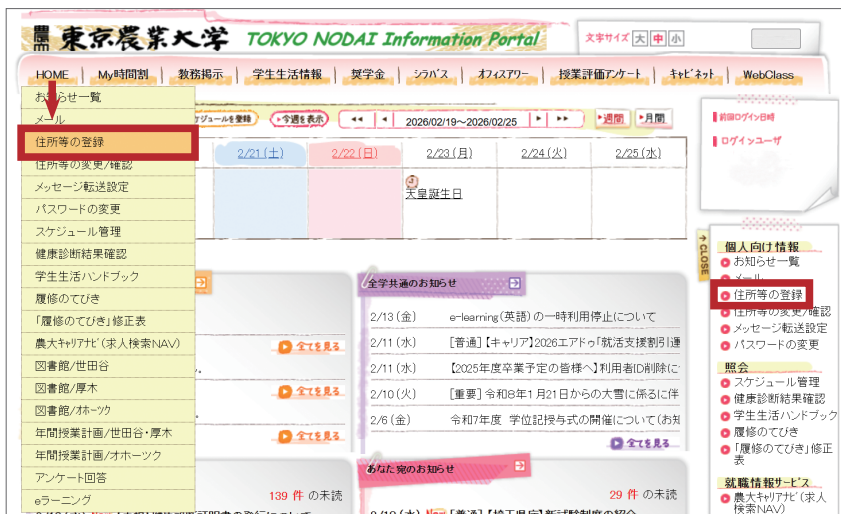 東京農業大学 TOKYO NODAI Information Portal
文字サイズ 大 中 小
HOME My時間割 教務掲示 学生生活情報 奨学金 シラバス オフィスアワー 授業評価アンケート キャビネット WebClass
お知らせ一覧
メール
住所等の登録
住所等の変更/確認
メッセージ転送設定
パスワードの変更
スケジュール管理
健康診断結果確認
学生生活ハンドブック
履修のてびき
「履修のてびき」修正表
農大キャリアナビ(求人検索NAV)
図書館/世田谷
図書館/厚木
図書館/オホーツク
年間授業計画/世田谷・厚木
年間授業計画/オホーツク
アンケート回答
eラーニング
ケジュールを登録 今週を表示 2026/02/19～2026/02/25 週間 月間
2/21(土) 2/22(日) 2/23(月) 2/24(火) 2/25(水)
天皇誕生日
全てを見る
全てを見る
全てを見る
139 件 の未読
全学共通のお知らせ
2/13(金) e-learning(英語)の一時利用停止について
2/11(水) [普通]【キャリア】2026エアドゥ「就活支援割引運
2/11(水) 【2025年度卒業予定の皆様へ】利用者ID削除に
2/10(火) [重要] 令和8年1月21日からの大雪に係るに伴
2/6(金) 令和7年度 学位記授与式の開催について(お知
全てを見る
あなた宛のお知らせ
29 件 の未読
前回ログイン日時
ログインユーザ
CLOSE
個人向け情報
お知らせ一覧
メール
住所等の登録
住所等の変更/確認
メッセージ転送設定
パスワードの変更
照会
スケジュール管理
健康診断結果確認
学生生活ハンドブック
履修のてびき
「履修のてびき」修正
表
就職情報サービス
農大キャリアナビ(求人
検索NAV)